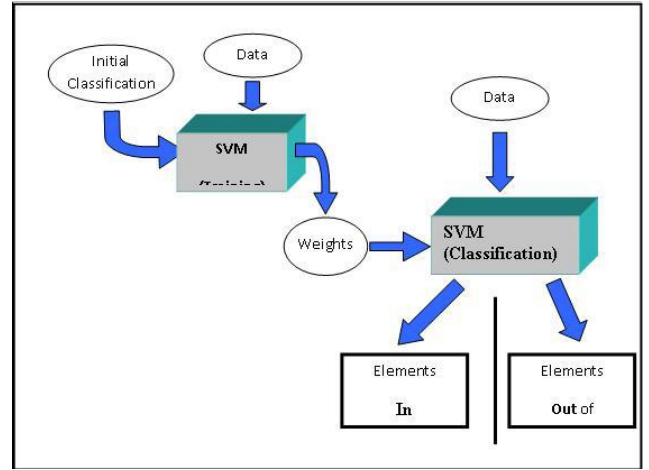 Initial
Classification
Data
SVM
Data
Weights
SVM
(Classification)
Elements
In
Elements
Out of